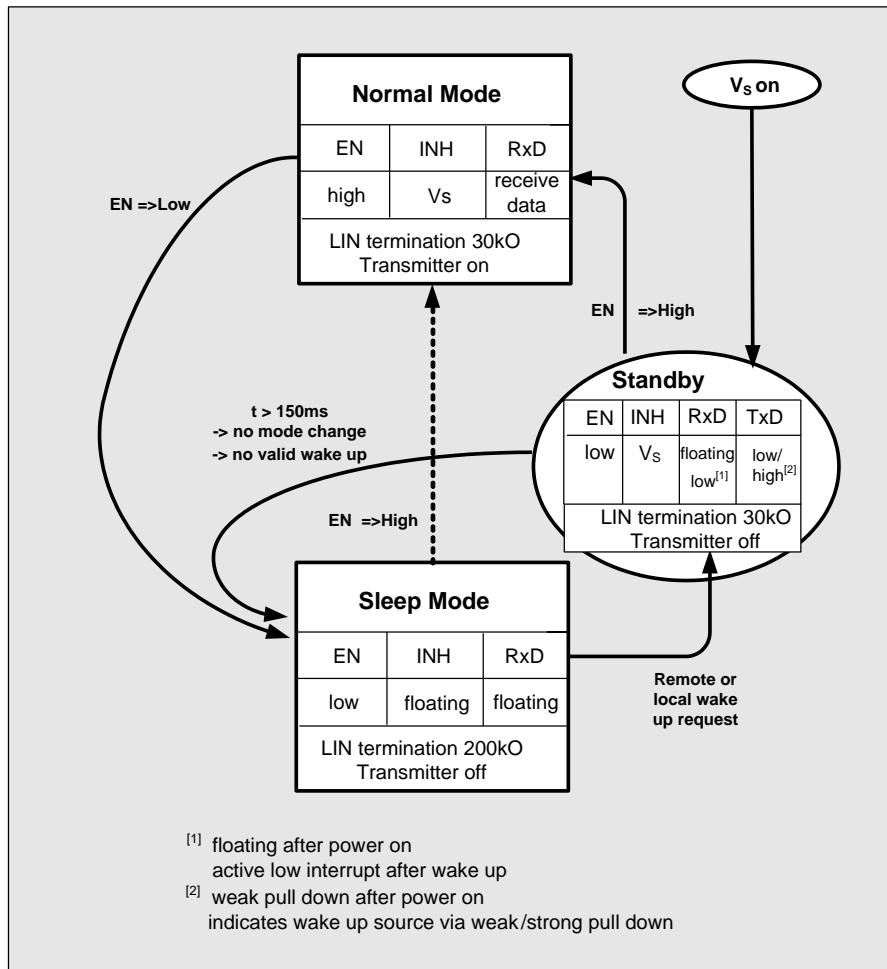 Normal Mode
EN INH RxD
high Vs receive data
LIN termination 30kO
Transmitter on
VS on
EN =>Low
EN =>High
Standby
EN INH RxD TxD
low VS floating low[1] low/ high[2]
LIN termination 30kO
Transmitter off
t > 150ms
-> no mode change
-> no valid wake up
EN =>High
Sleep Mode
EN INH RxD
low floating floating
LIN termination 200kO
Transmitter off
Remote or
local wake
up request
[1] floating after power on
active low interrupt after wake up
[2] weak pull down after power on
indicates wake up source via weak/strong pull down